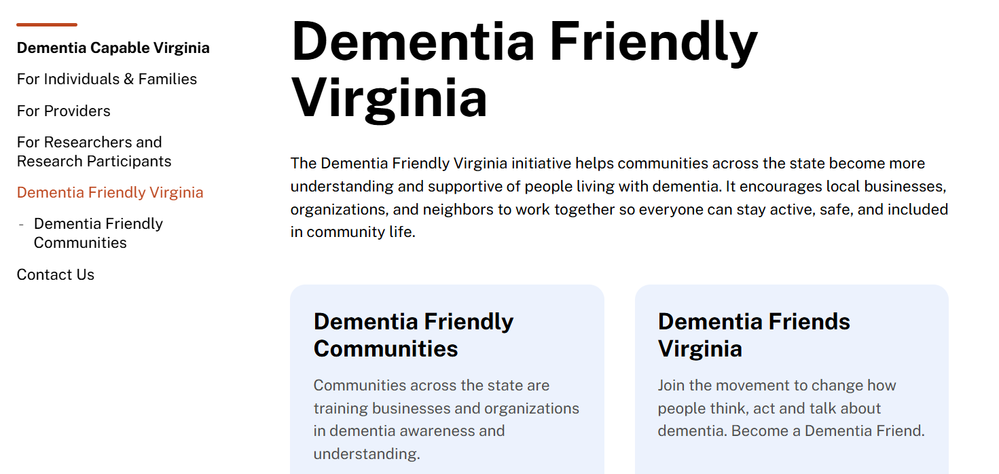 Dementia Capable Virginia
For Individuals & Families
For Providers
For Researchers and
Research Participants
Dementia Friendly Virginia
- Dementia Friendly
Communities
Contact Us
Dementia Friendly
Virginia
The Dementia Friendly Virginia initiative helps communities across the state become more
understanding and supportive of people living with dementia. It encourages local businesses,
organizations, and neighbors to work together so everyone can stay active, safe, and included
in community life.
Dementia Friendly
Communities
Communities across the state are
training businesses and organizations
in dementia awareness and
understanding.
Dementia Friends
Virginia
Join the movement to change how
people think, act and talk about
dementia. Become a Dementia Friend.